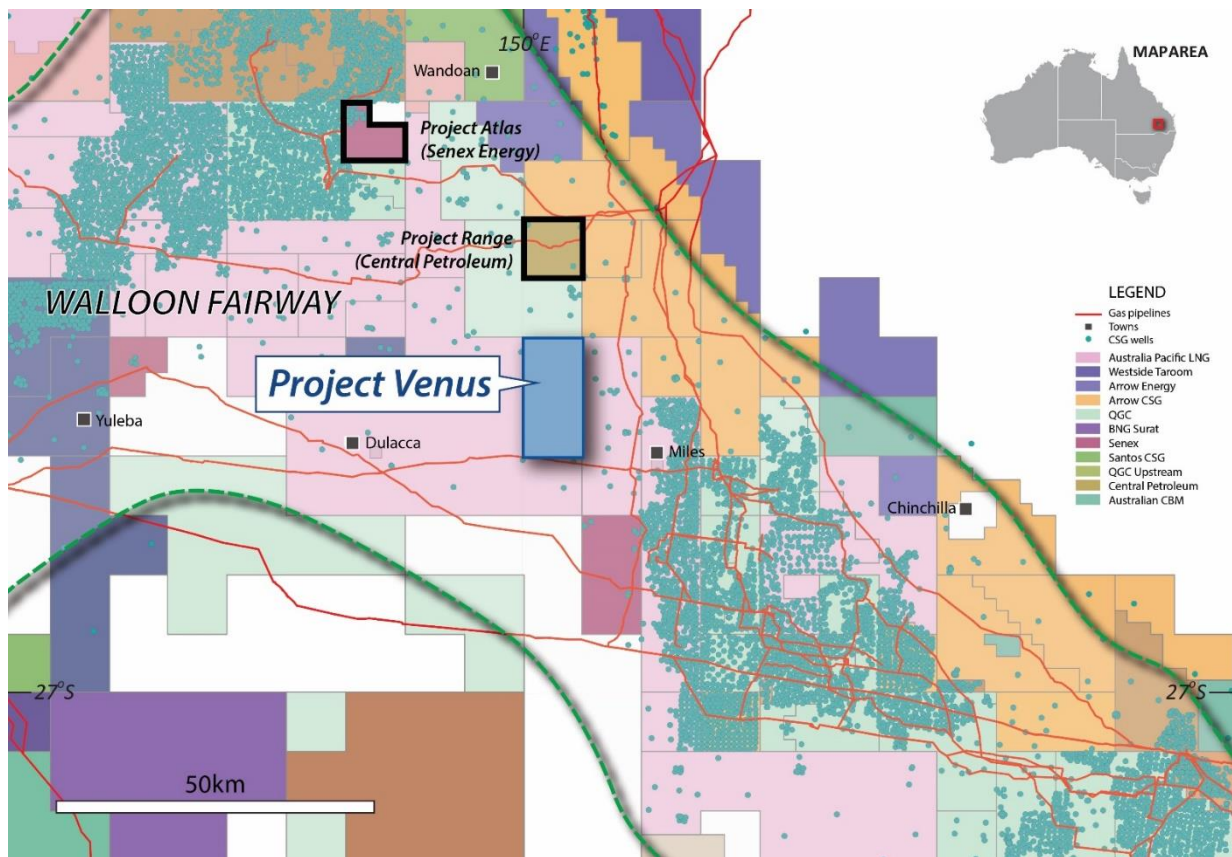 150°E
MAPAREA
Wandoan
Project Atlas
(Senex Energy)
Project Range
(Central Petroleum)
WALLOON FAIRWAY
LEGEND
Gas pipelines
Towns
CSG wells
Australia Pacific LNG
Westside Taroom
Arrow Energy
Arrow CSG
QGC
BNG Surat
Senex
Santos CSG
QGC Upstream
Central Petroleum
Australian CBM
Project Venus
Yuleba
Dulacca
Miles
Chinchilla
27°S
27°S
50km